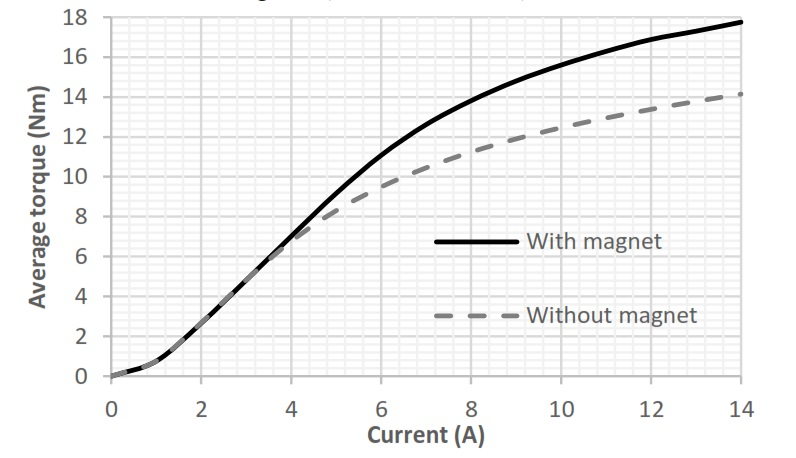 18
16
14
12
10
8
6
4
2
0
Average torque (Nm)
With magnet
Without magnet
0 2 4 6 8 10 12 14
Current (A)